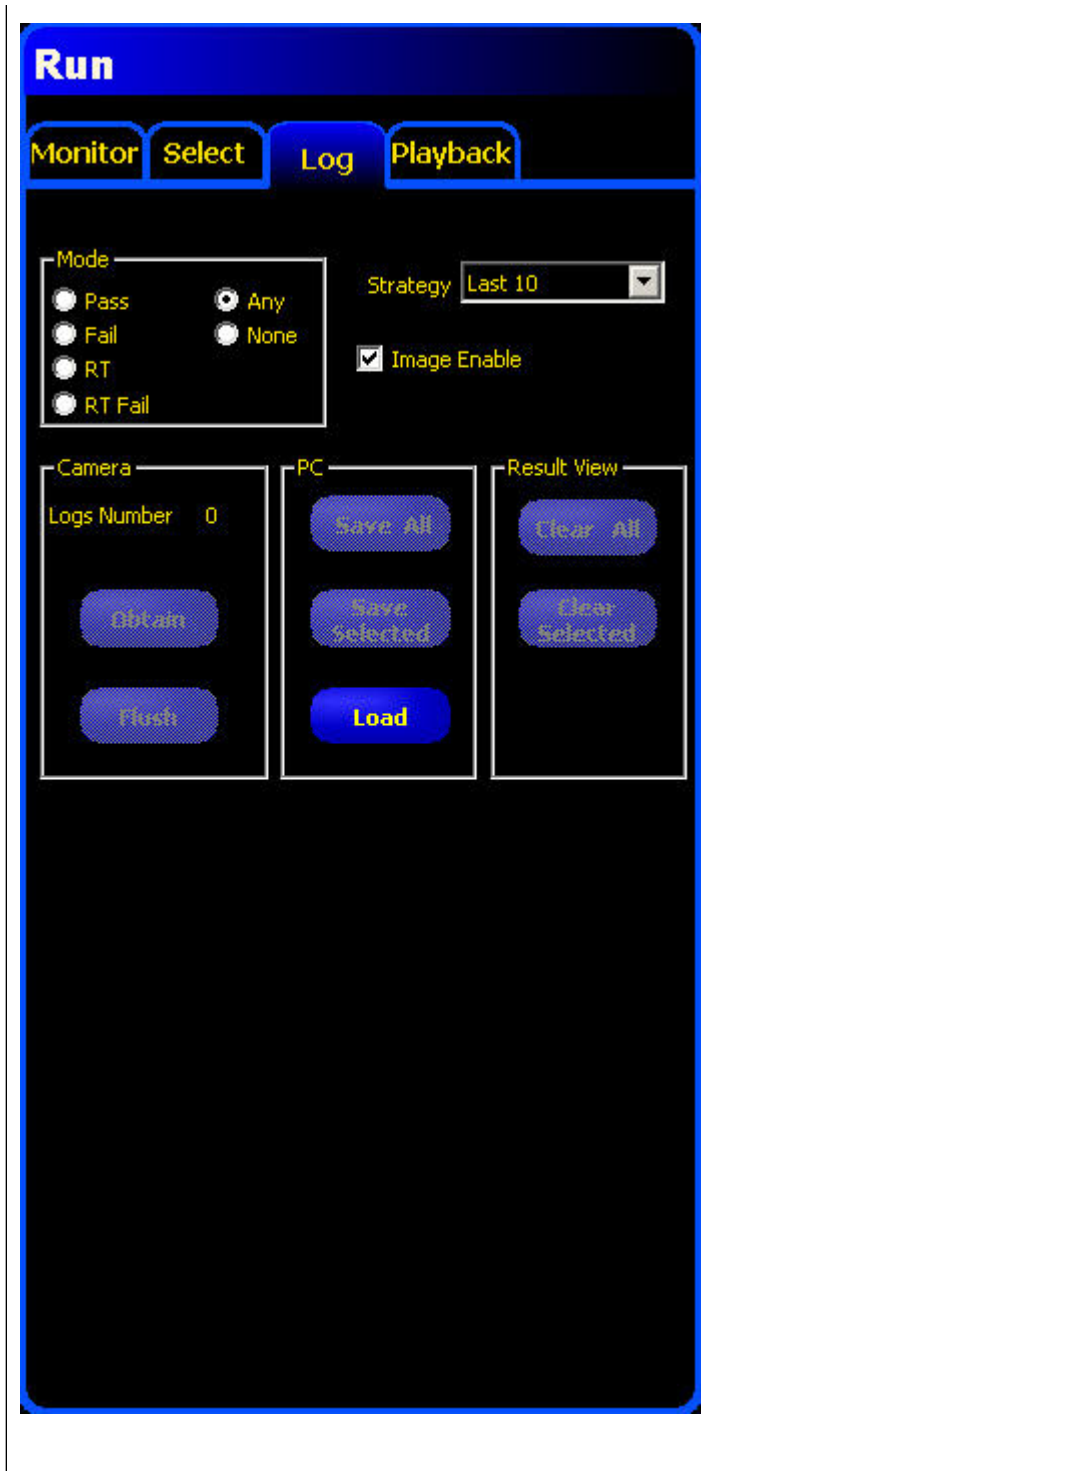 Run
Monitor Select Log Playback
Mode
Pass Any
Fail None
RT
RT Fail
Strategy Last 10
Image Enable
Camera
Logs Number 0
Obtain
Flush
PC
Save All
Save
Selected
Load
Result View
Clear All
Clear
Selected